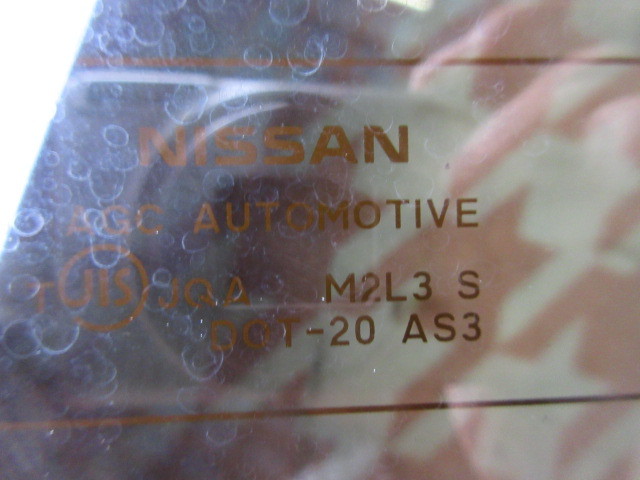 NISSAN
AGC AUTOMOTIVE
T JIS JQA M2L3 S
DOT-20 AS3